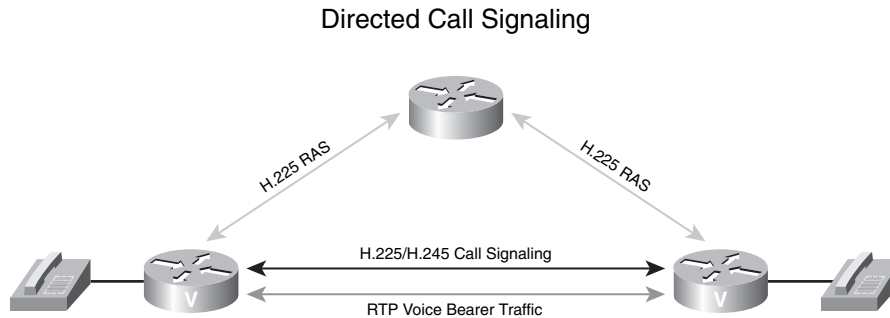 Directed Call Signaling
H.225 RAS
H.225 RAS
H.225/H.245 Call Signaling
V
V
RTP Voice Bearer Traffic